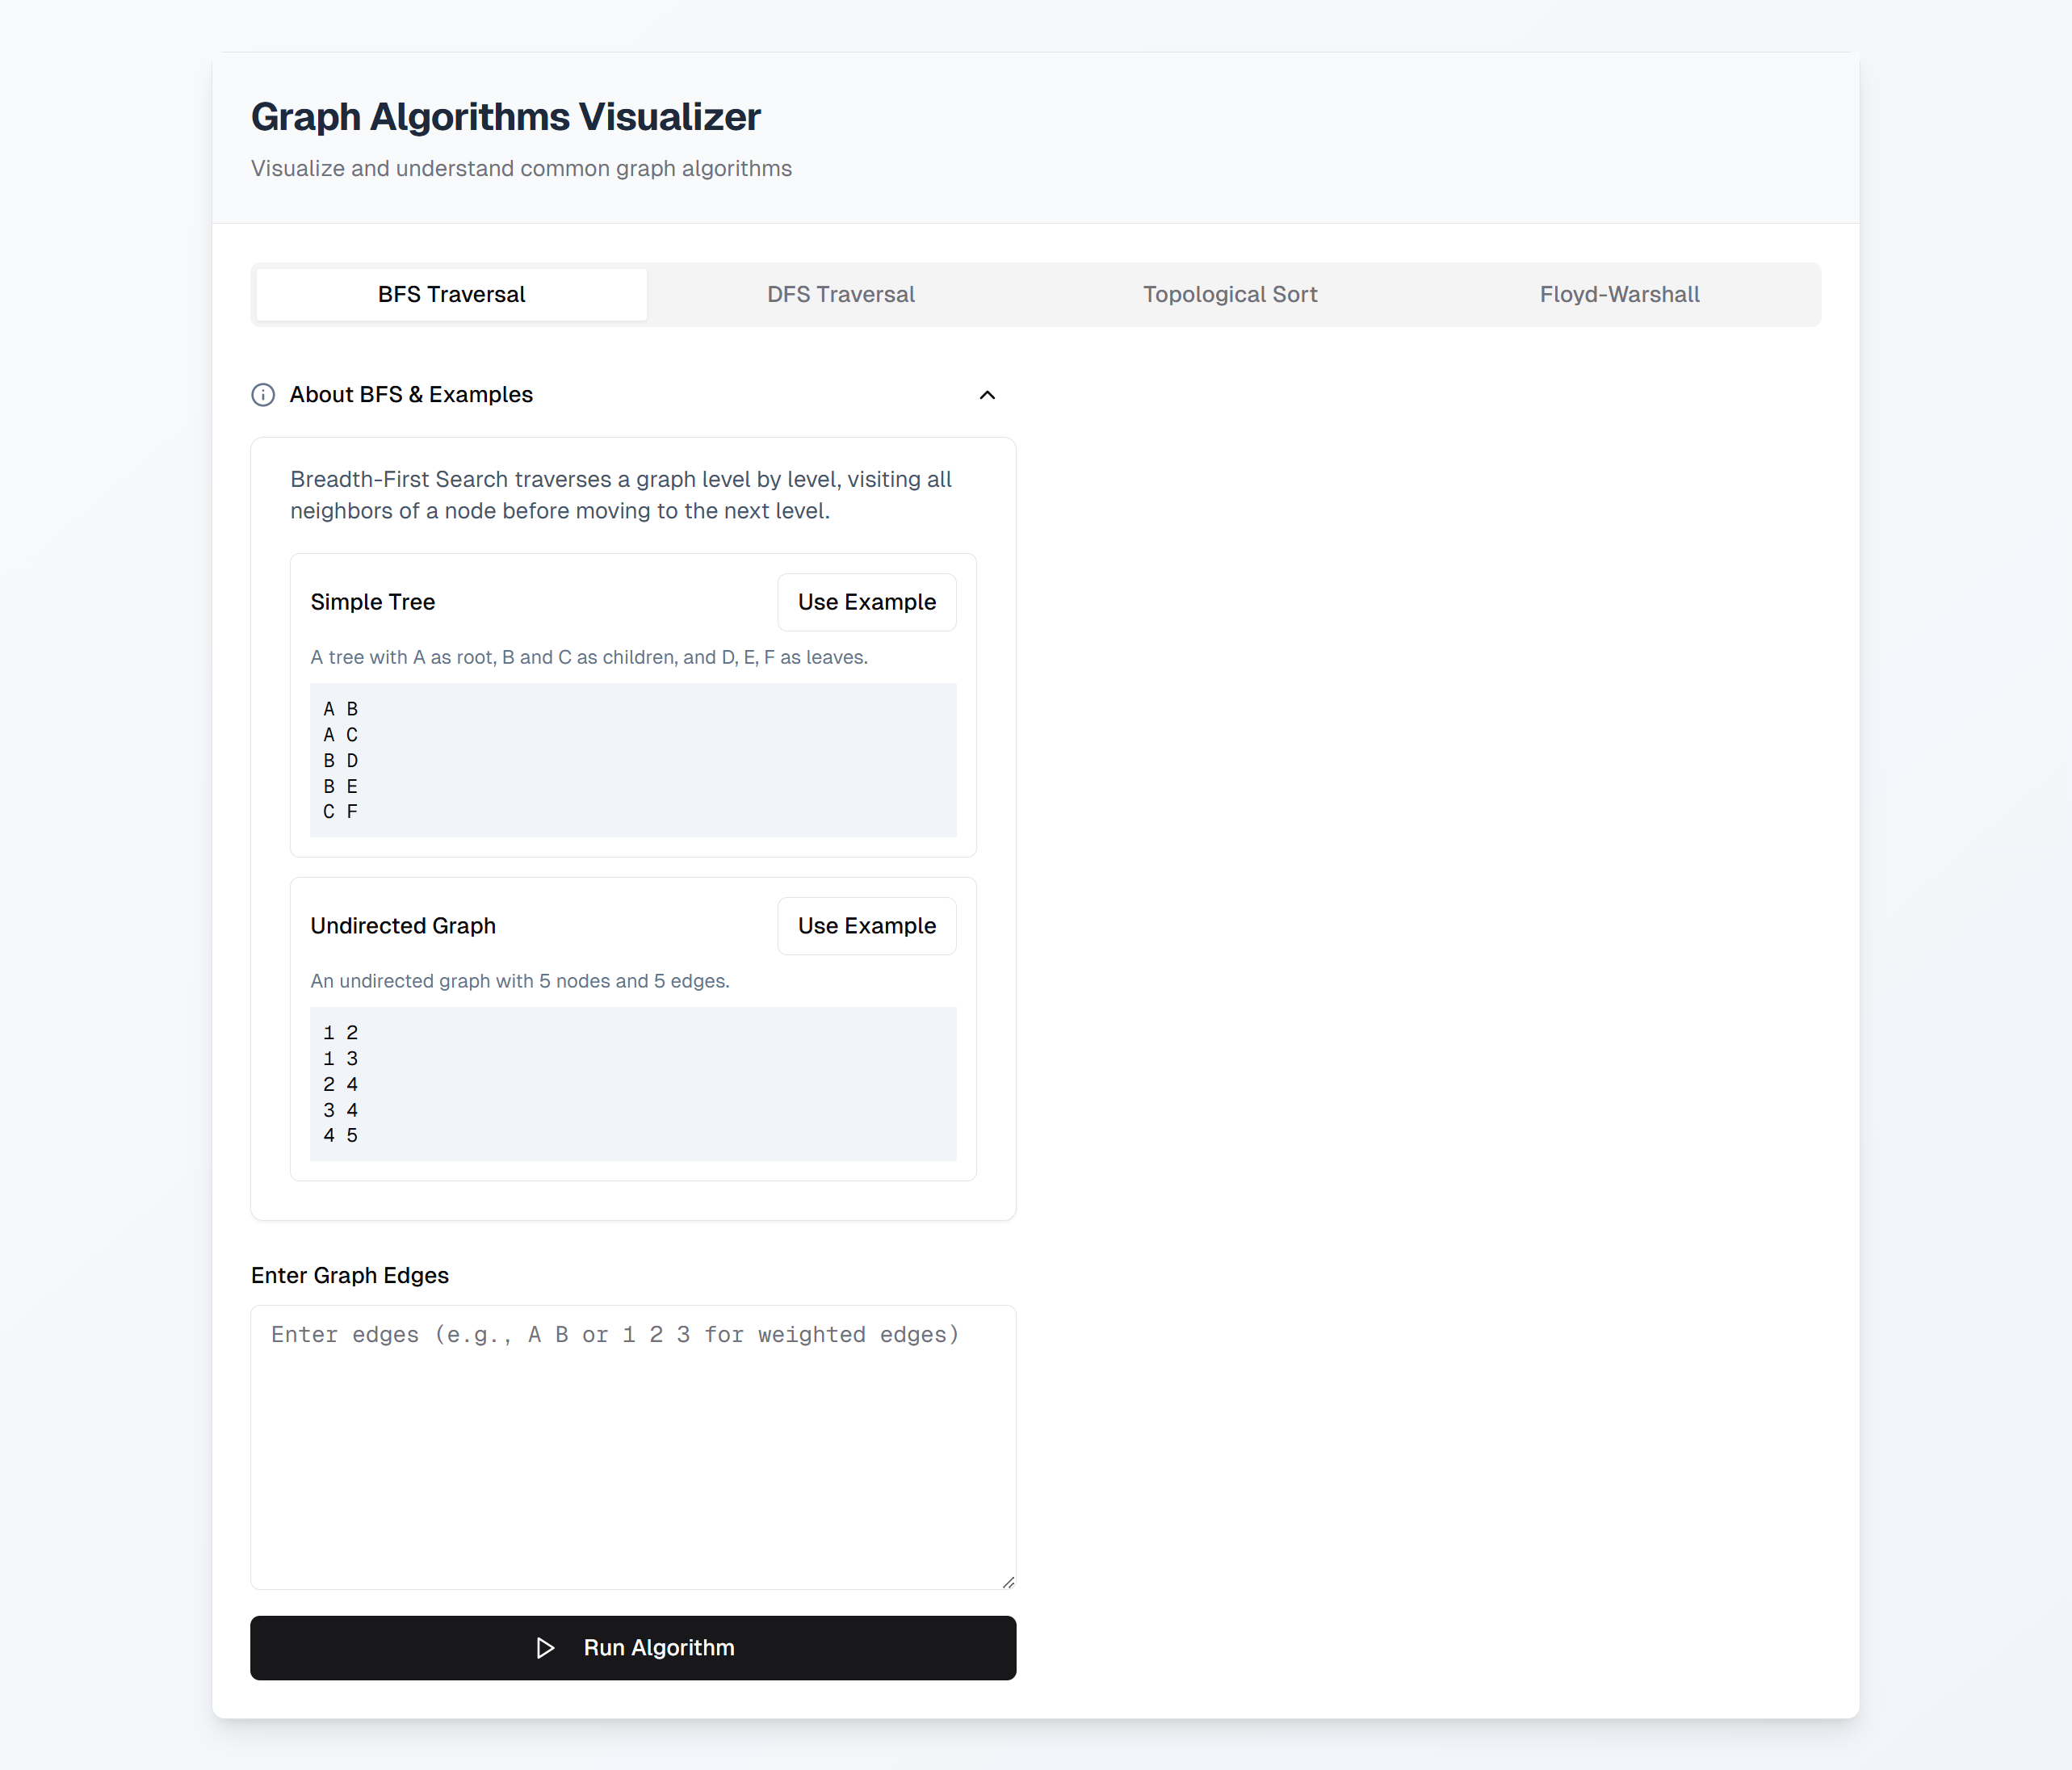 Graph Algorithms Visualizer
Visualize and understand common graph algorithms
BFS Traversal
DFS Traversal
Topological Sort
Floyd-Warshall
About BFS & Examples
Breadth-First Search traverses a graph level by level, visiting all
neighbors of a node before moving to the next level.
Simple Tree
Use Example
A tree with A as root, B and C as children, and D, E, F as leaves.
A B
A C
B D
B E
C F
Undirected Graph
Use Example
An undirected graph with 5 nodes and 5 edges.
1 2
1 3
2 4
3 4
4 5
Enter Graph Edges
Enter edges (e.g., A B or 1 2 3 for weighted edges)
Run Algorithm